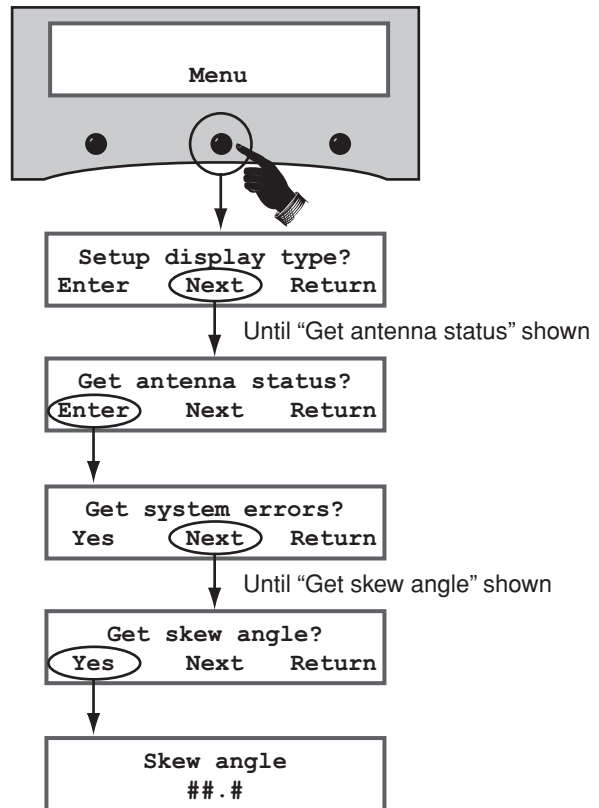 Menu
Setup display type?
Enter Next Return
Until “Get antenna status” shown
Get antenna status?
Enter Next Return
Get system errors?
Yes Next Return
Until “Get skew angle” shown
Get skew angle?
Yes Next Return
Skew angle
##.#